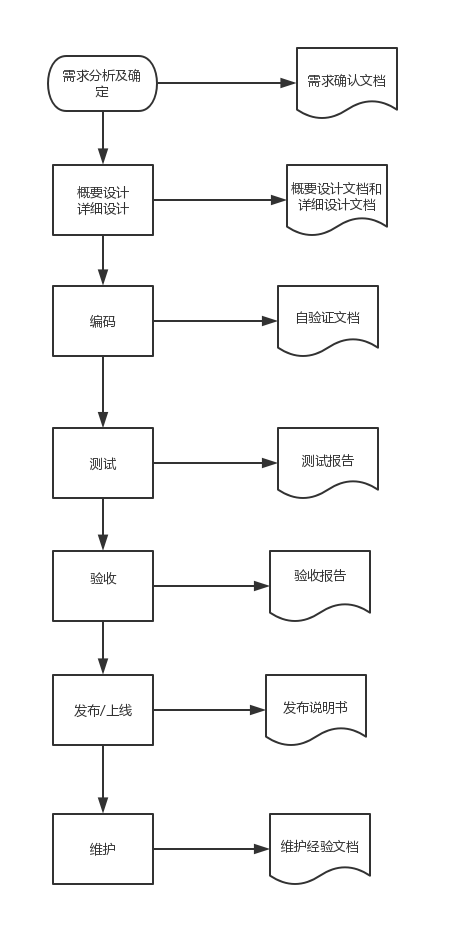 需求分析及确
定
需求确认文档
概要设计
详细设计
概要设计文档和
详细设计文档
编码
自验证文档
测试
测试报告
验收
验收报告
发布/上线
发布说明书
维护
维护经验文档